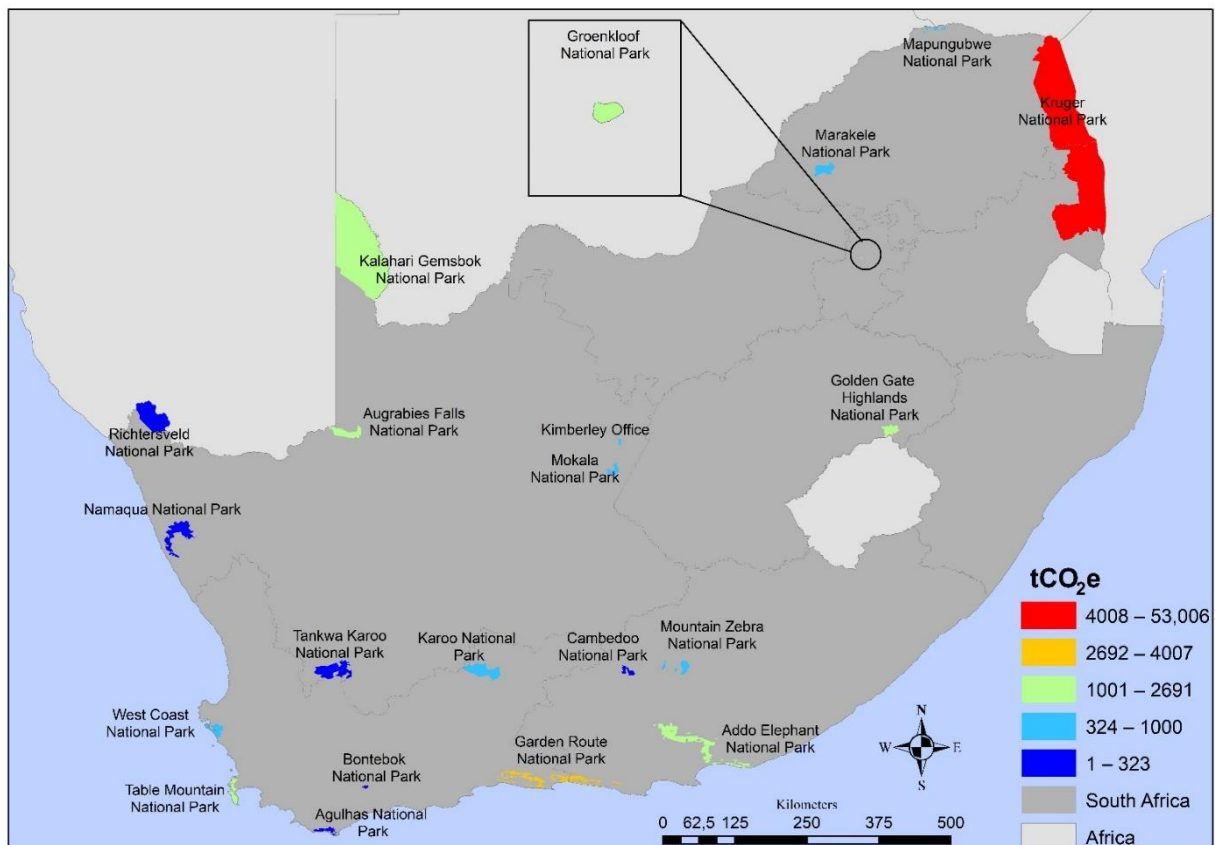 Groenkloof
National Park
Mapungubwe
National Park
Kruger
National Park
Marakele
National Park
Kalahari Gemsbok
National Park
Golden Gate
Highlands
National Park
Augrabies Falls
National Park
Richtersveld
National Park
Kimberley Office
Mokala
National Park
Namaqua National Park
Tankwa Karoo
National Park
Karoo National
Park
Cambedoo
National Park
Mountain Zebra
National Park
West Coast
National Park
Addo Elephant
National Park
Garden Route
National Park
Bontebok
National Park
Table Mountain
National Park
Agulhas National
Park
tCO₂e
4008 – 53,006
2692 – 4007
1001 – 2691
324 – 1000
1 – 323
South Africa
Africa
N
W E
S
Kilometers
0 62,5 125 250 375 500